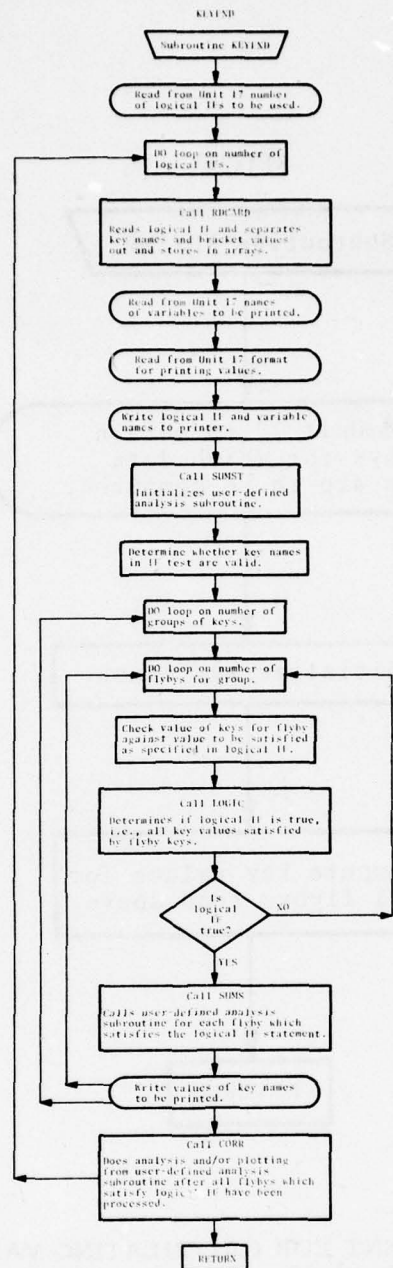 KEYEND
Subroutine KEYEND
Read from Unit 17 number
of logical IFs to be used.
DO loop on number of
logical IFs.
Call RDCARD
Reads logical IF and separates
key names and bracket values
out and stores in arrays.
Read from Unit 17 names
of variables to be printed.
Read from Unit 17 format
for printing values.
Write logical IF and variable
names to printer.
Call SUMST
Initializes user-defined
analysis subroutine.
Determine whether key names
in IF test are valid.
DO loop on number of
groups of keys.
DO loop on number of
flybys for group.
Check value of keys for flyby
against value to be satisfied
as specified in logical IF.
Call LOGIC
Determines if logical IF is true,
i.e., all key values satisfied
by flyby keys.
Is
logical
IF
true?
NO
YES
Call SUMS
Calls user-defined analysis
subroutine for each flyby which
satisfies the logical IF statement.
Write values of key names
to be printed.
Call CORR
Does analysis and/or plotting
from user-defined analysis
subroutine after all flybys which
satisfy logical IF have been
processed.
RETURN